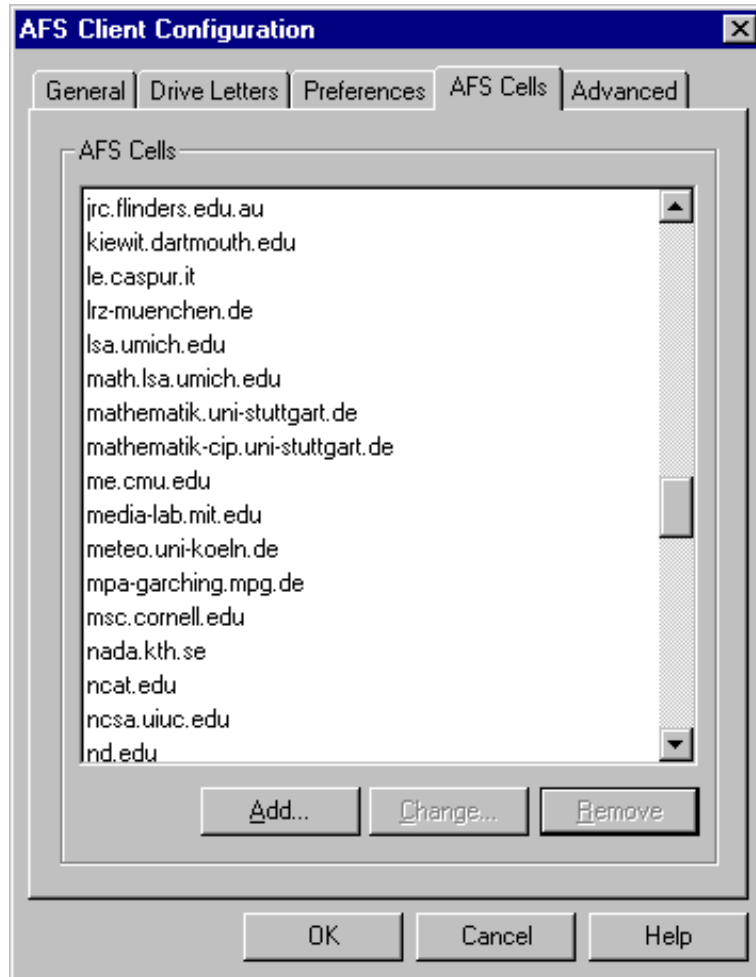 AFS Client Configuration
General Drive Letters Preferences AFS Cells Advanced
AFS Cells
jrc.flinders.edu.au
kiewit.dartmouth.edu
le.caspur.it
lrz-muenchen.de
lsa.umich.edu
math.lsa.umich.edu
mathematik.uni-stuttgart.de
mathematik-cip.uni-stuttgart.de
me.cmu.edu
media-lab.mit.edu
meteo.uni-koeln.de
mpa-garching.mpg.de
msc.cornell.edu
nada.kth.se
ncat.edu
ncsa.uiuc.edu
nd.edu
Add... Change... Remove
OK Cancel Help